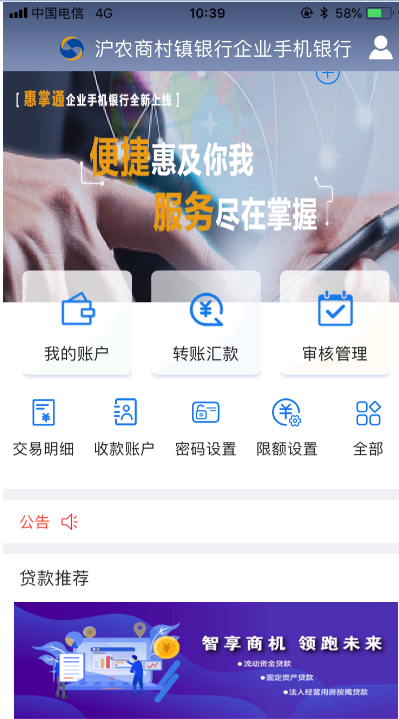 中国电信 4G 10:39 58%
沪农商村镇银行企业手机银行
[ 惠掌通企业手机银行全新上线 ]
便捷惠及你我
服务尽在掌握
我的账户 转账汇款 审核管理
交易明细 收款账户 密码设置 限额设置 全部
公告
贷款推荐
智享商机 领跑未来
●流动资金贷款
●固定资产贷款
●法人经营用房按揭贷款